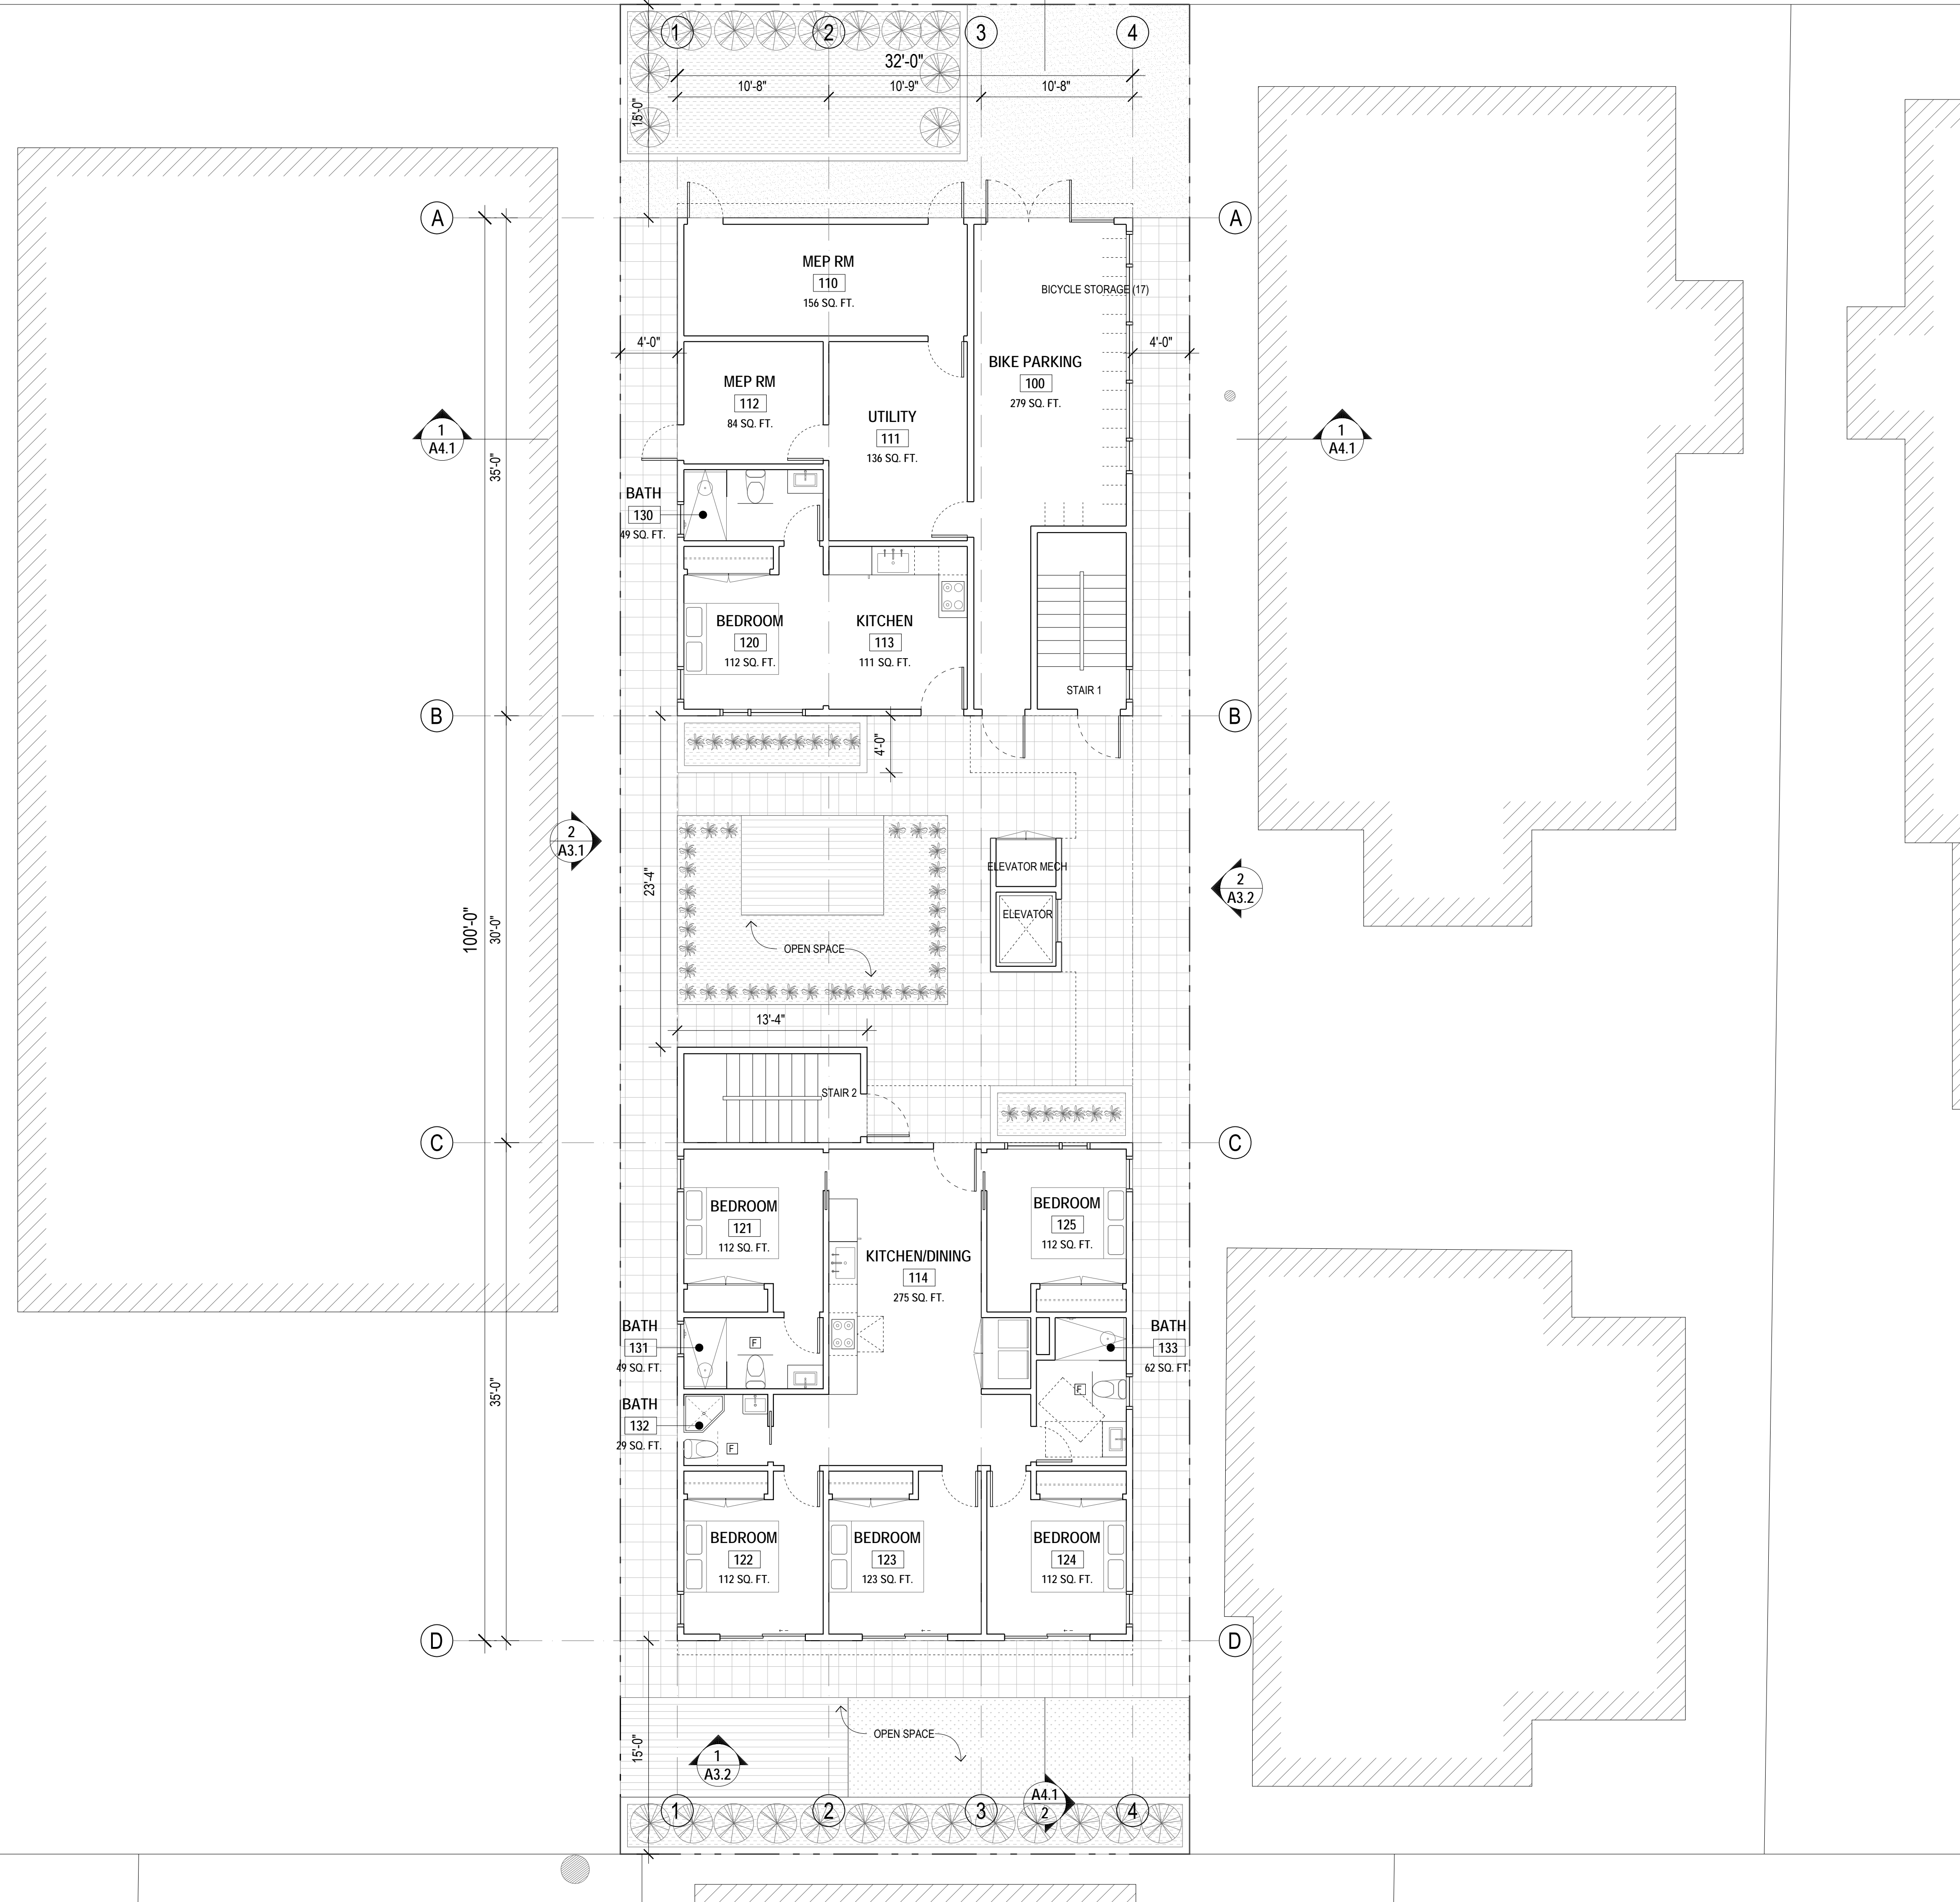 1
2
3
4
32'-0"
10'-8"
10'-9"
10'-8"
15'-0"
A
A
MEP RM
110
156 SQ. FT.
BICYCLE STORAGE (17)
4'-0"
4'-0"
MEP RM
112
84 SQ. FT.
BIKE PARKING
100
279 SQ. FT.
UTILITY
111
136 SQ. FT.
1
A4.1
1
A4.1
35'-0"
BATH
130
49 SQ. FT.
BEDROOM
120
112 SQ. FT.
KITCHEN
113
111 SQ. FT.
STAIR 1
B
B
4'-0"
2
A3.1
23'-4"
ELEVATOR MECH
2
A3.2
ELEVATOR
100'-0"
30'-0"
OPEN SPACE
13'-4"
STAIR 2
C
C
BEDROOM
121
112 SQ. FT.
BEDROOM
125
112 SQ. FT.
KITCHEN/DINING
114
275 SQ. FT.
BATH
131
49 SQ. FT.
F
BATH
133
62 SQ. FT.
F
35'-0"
BATH
132
29 SQ. FT.
F
BEDROOM
122
112 SQ. FT.
BEDROOM
123
123 SQ. FT.
BEDROOM
124
112 SQ. FT.
D
D
15'-0"
OPEN SPACE
1
A3.2
A4.1
2
1
2
3
4